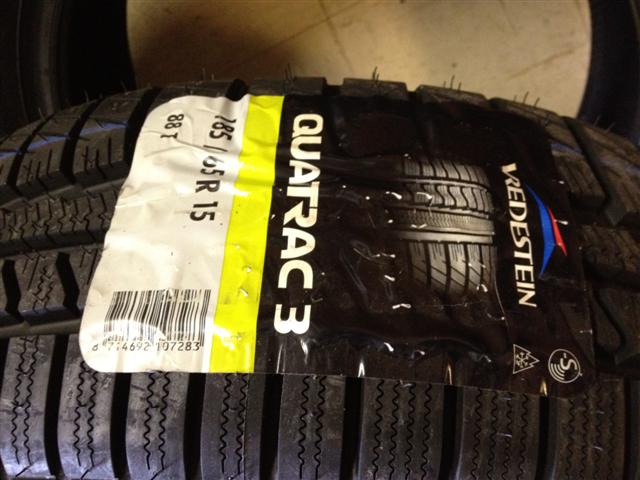 VREDESTEIN
QUATRAC 3
185/65 R 15
88 T
8 714692 107283
-S-